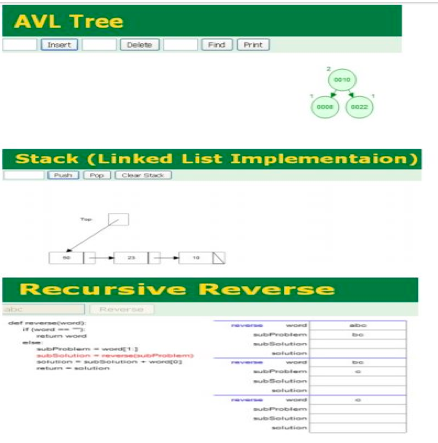 AVL Tree
Insert Delete Find Print
2
0010
1 1
0006 0022
Stack (Linked List Implementaion)
Push Pop Clear Stack
Top
50 23 10
Recursive Reverse
abc Reverse
def reverse(word):
if (word == ""):
return word
else:
subProblem = word[1:]
subSolution = reverse(subProblem)
solution = subSolution + word[0]
return = solution
reverse word abc
subProblem bc
subSolution
solution
reverse word bc
subProblem c
subSolution
solution
reverse word c
subProblem
subSolution
solution